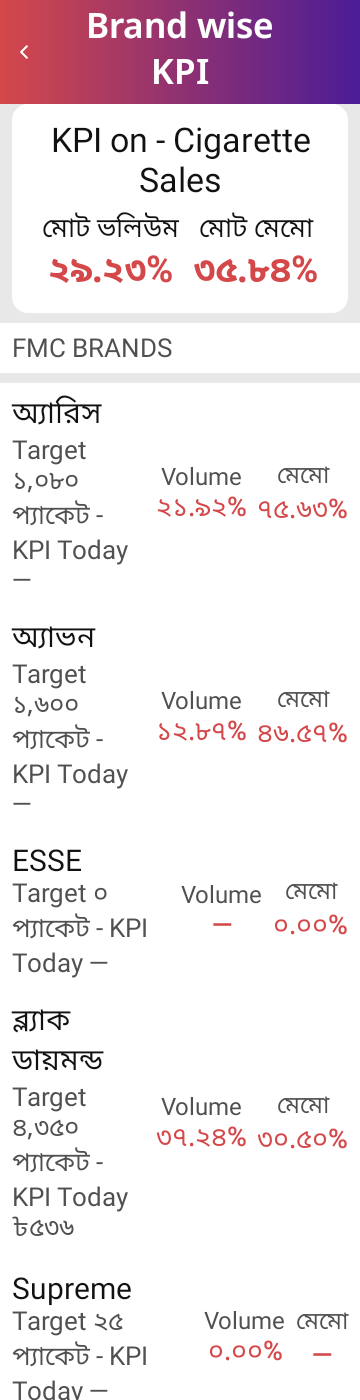 Brand wise
KPI
KPI on - Cigarette
Sales
মোট ভলিউম মোট মেমো
২৯.২৩% ৩৫.৮৪%
FMC BRANDS
অ্যারিস
Target
১,০৮০
প্যাকেট -
KPI Today
—
Volume মেমো
২১.৯২% ৭৫.৬৩%
অ্যাভন
Target
১,৬০০
প্যাকেট -
KPI Today
—
Volume মেমো
১২.৮৭% ৪৬.৫৭%
ESSE
Target ০
প্যাকেট - KPI
Today —
Volume মেমো
— ০.০০%
ব্ল্যাক
ডায়মন্ড
Target
৪,৩৫০
প্যাকেট -
KPI Today
৳৫৩৬
Volume মেমো
৩৭.২৪% ৩০.৫০%
Supreme
Target ২৫
প্যাকেট - KPI
Today —
Volume মেমো
০.০০% —